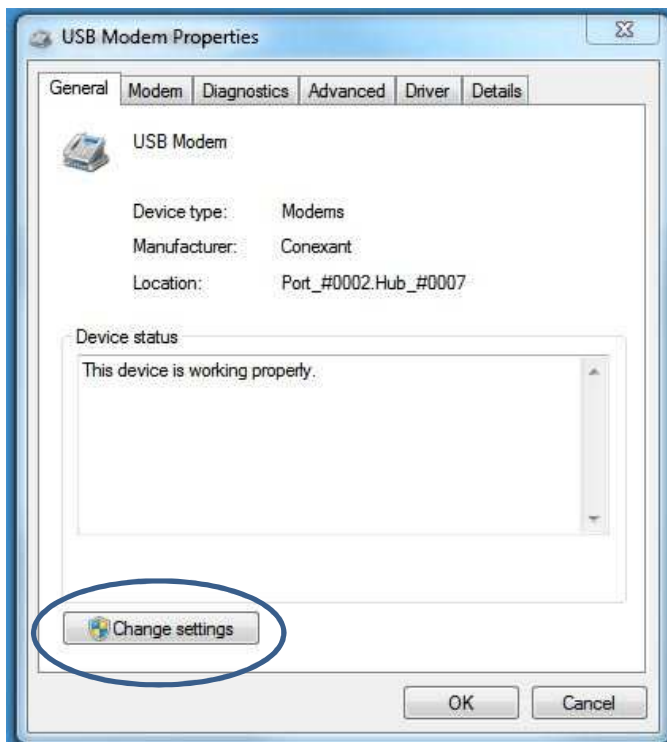 USB Modem Properties
General Modem Diagnostics Advanced Driver Details
USB Modem
Device type: Modems
Manufacturer: Conexant
Location: Port_#0002.Hub_#0007
Device status
This device is working properly.
Change settings
OK Cancel